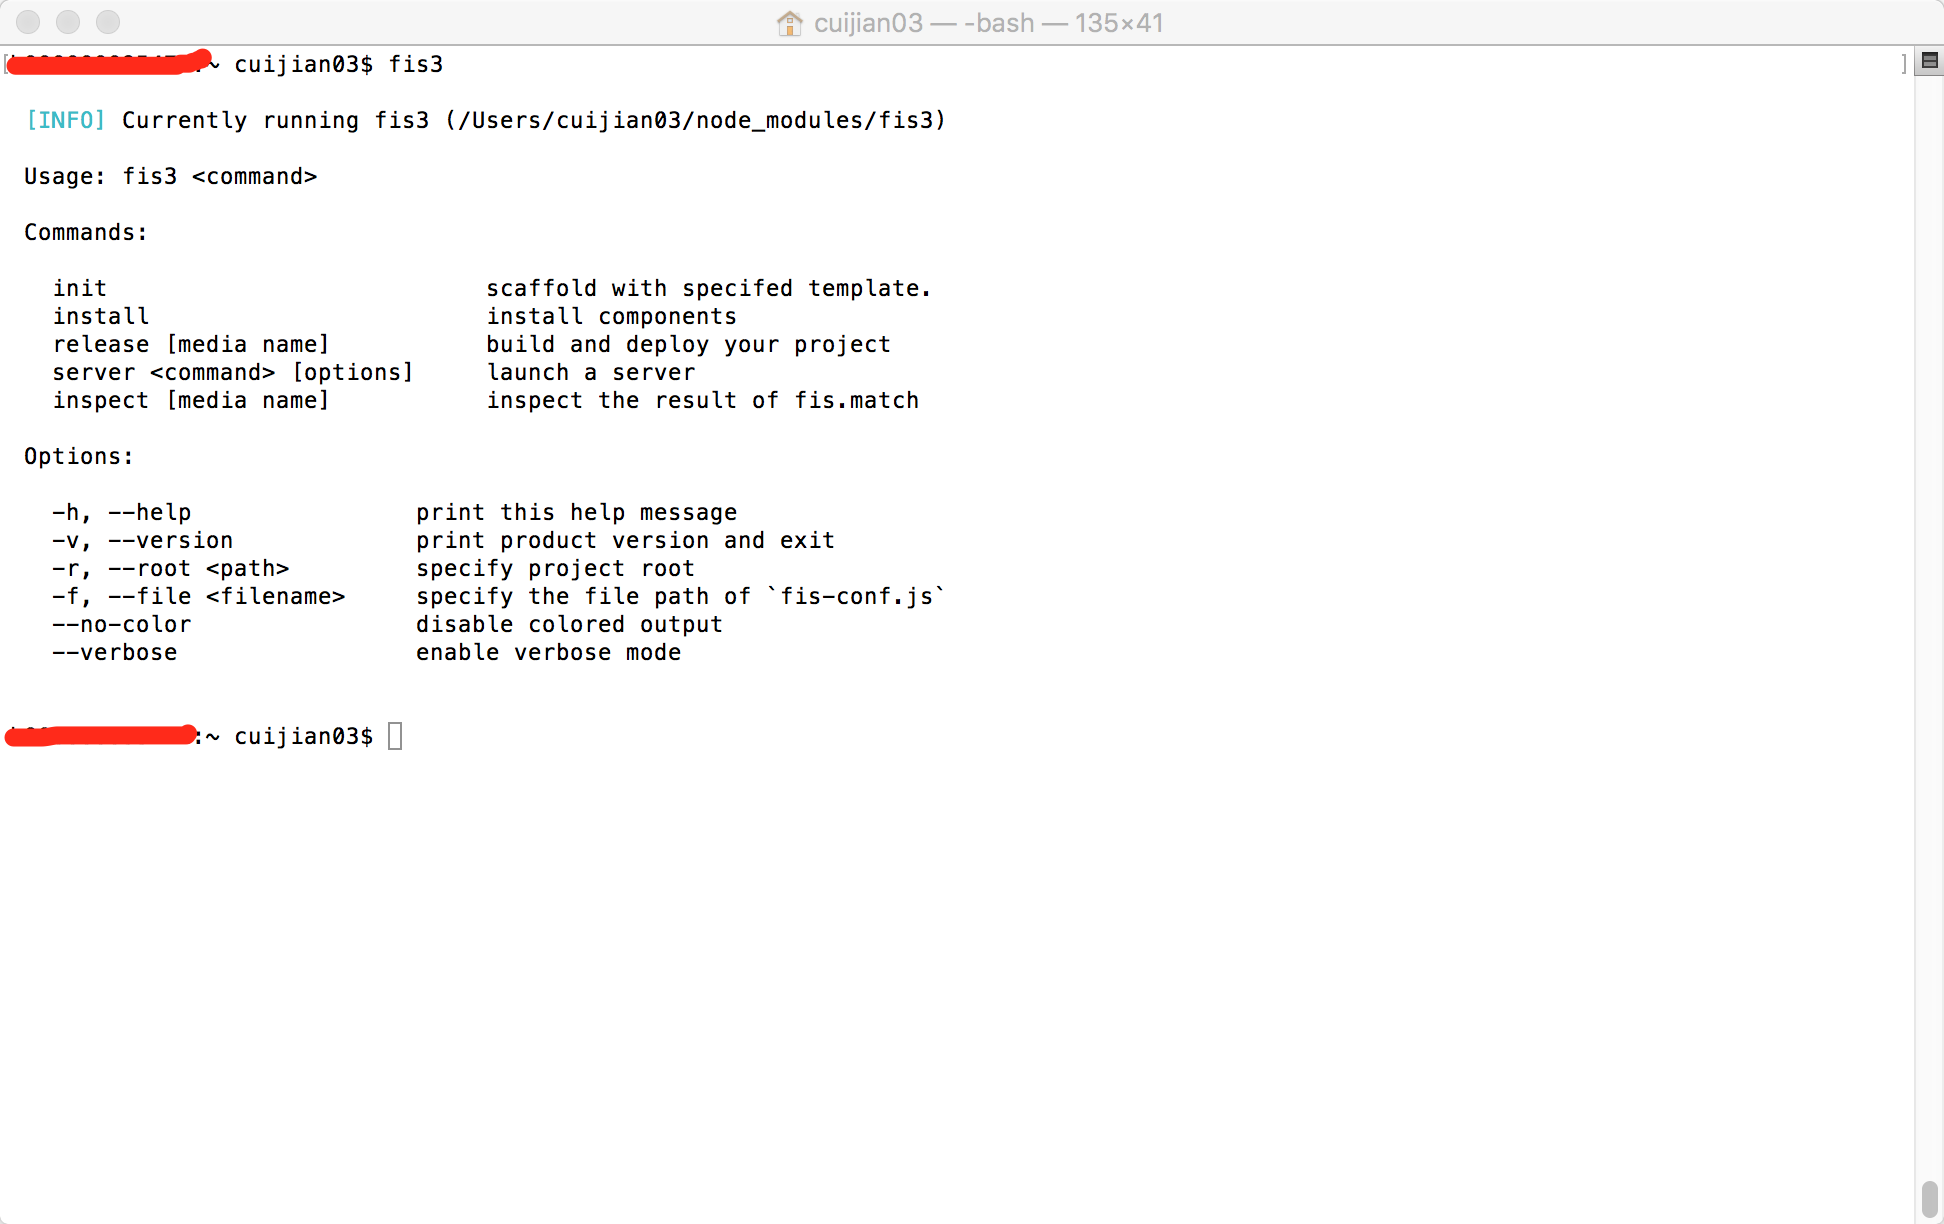 cuijian03 — -bash — 135×41
~ cuijian03$ fis3
[INFO] Currently running fis3 (/Users/cuijian03/node_modules/fis3)
Usage: fis3 <command>
Commands:
init scaffold with specifed template.
install install components
release [media name] build and deploy your project
server <command> [options] launch a server
inspect [media name] inspect the result of fis.match
Options:
-h, --help print this help message
-v, --version print product version and exit
-r, --root <path> specify project root
-f, --file <filename> specify the file path of `fis-conf.js`
--no-color disable colored output
--verbose enable verbose mode
:~ cuijian03$